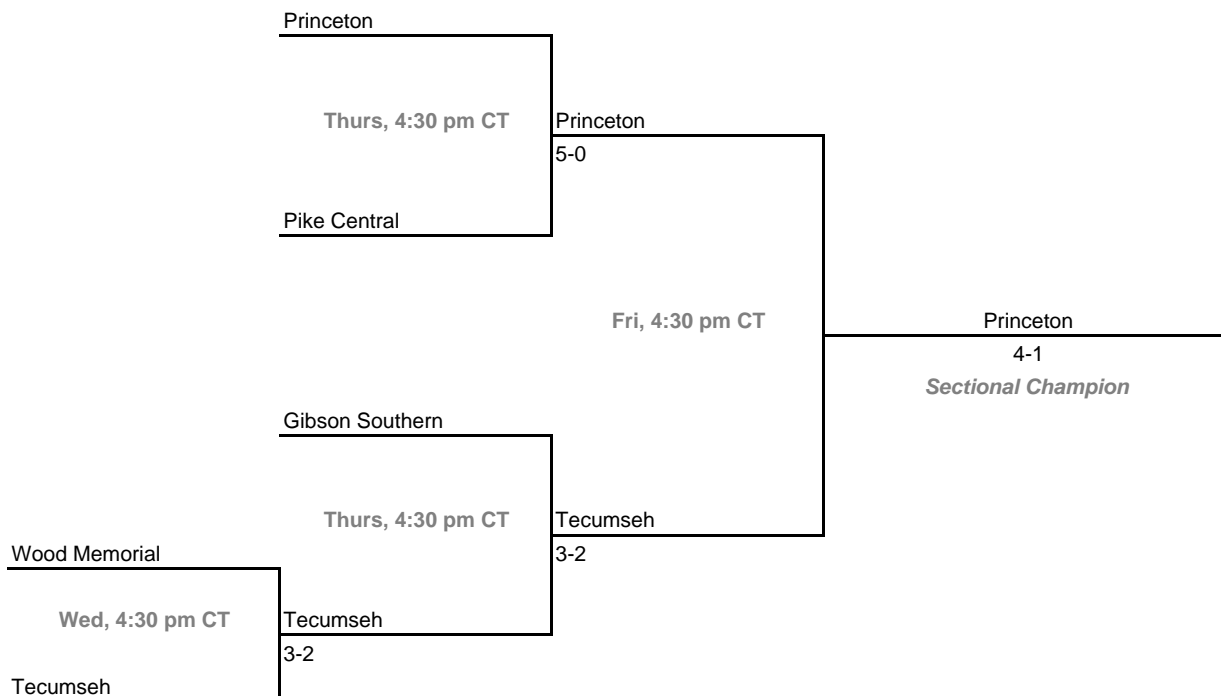 Princeton
Thurs, 4:30 pm CT
Princeton
5-0
Pike Central
Fri, 4:30 pm CT
Princeton
4-1
Sectional Champion
Gibson Southern
Thurs, 4:30 pm CT
Tecumseh
3-2
Wood Memorial
Wed, 4:30 pm CT
Tecumseh
3-2
Tecumseh